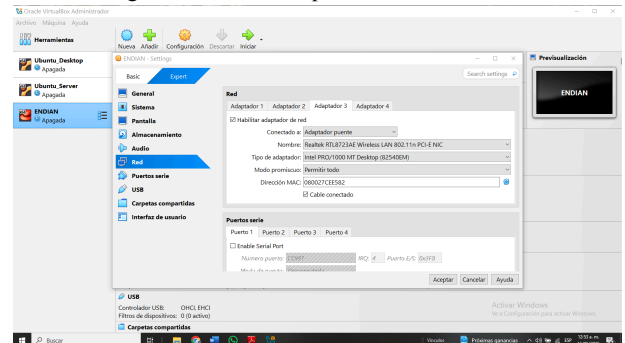 Oracle VirtualBox Administrador
Archivo Máquina Ayuda
Herramientas
Nueva Añadir Configuración Descartar Iniciar
Ubuntu_Desktop
Apagada
Ubuntu_Server
Apagada
ENDIAN
Apagada
ENDIAN - Settings
Basic Expert
Search settings
General
Sistema
Pantalla
Almacenamiento
Audio
Red
Puertos serie
USB
Carpetas compartidas
Interfaz de usuario
Red
Adaptador 1 Adaptador 2 Adaptador 3 Adaptador 4
Habilitar adaptador de red
Conectado a: Adaptador puente
Nombre: Realtek RTL8723AE Wireless LAN 802.11n PCI-E NIC
Tipo de adaptador: Intel PRO/1000 MT Desktop (82540EM)
Modo promiscuo: Permitir todo
Dirección MAC: 080027CEE582
Cable conectado
Puertos serie
Puerto 1 Puerto 2 Puerto 3 Puerto 4
Enable Serial Port
Número puerto: COM1 IRQ: 4 Puerto E/S: 0x3F8
Aceptar Cancelar Ayuda
Previsualización
ENDIAN
USB
Controlador USB: OHCI, EHCI
Filtros de dispositivos: 0 (0 activo)
Carpetas compartidas
Activar Windows
Ve a Configuración para activar Windows.
Buscar
Vínculos
Próximas ganancias
ESP